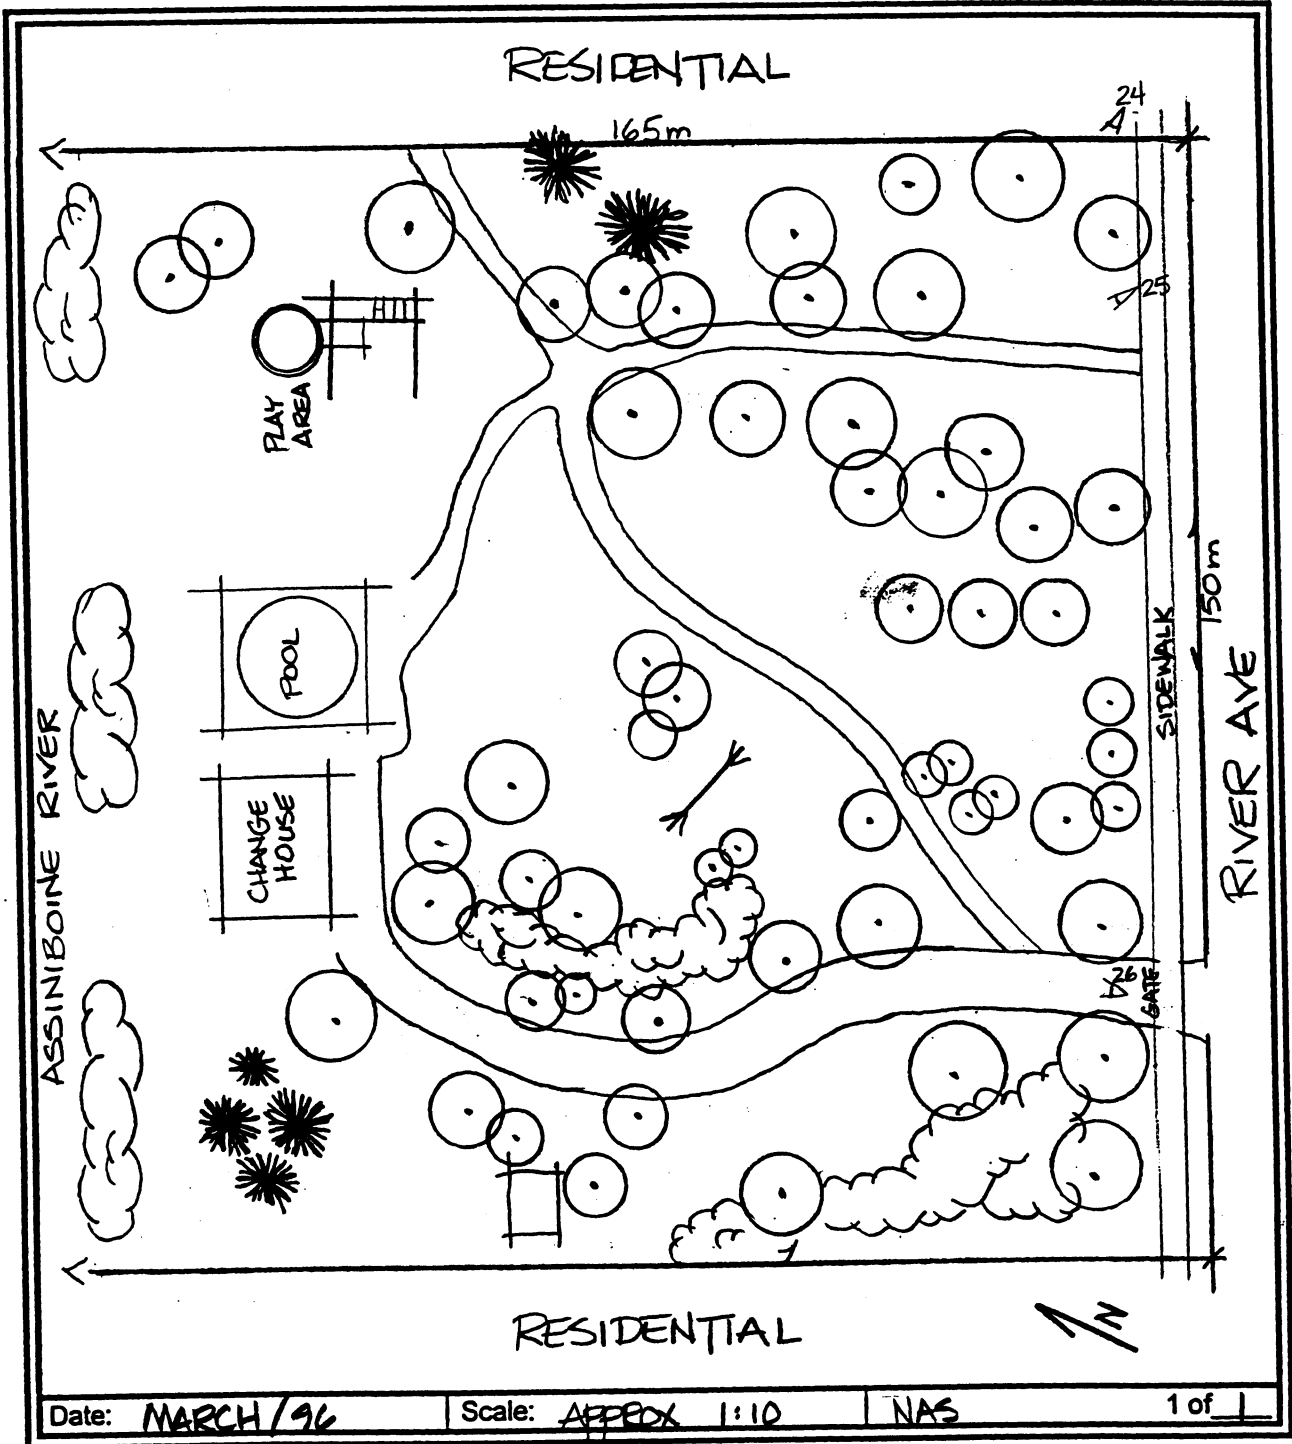 RESIDENTIAL
165m
24
25
PLAY
AREA
150m
SIDEWALK
RIVER AVE
POOL
CHANGE
HOUSE
ASSINIBOINE RIVER
26
GATE
RESIDENTIAL
N
Date: MARCH/96 Scale: APPROX 1:10 NAS 1 of 1